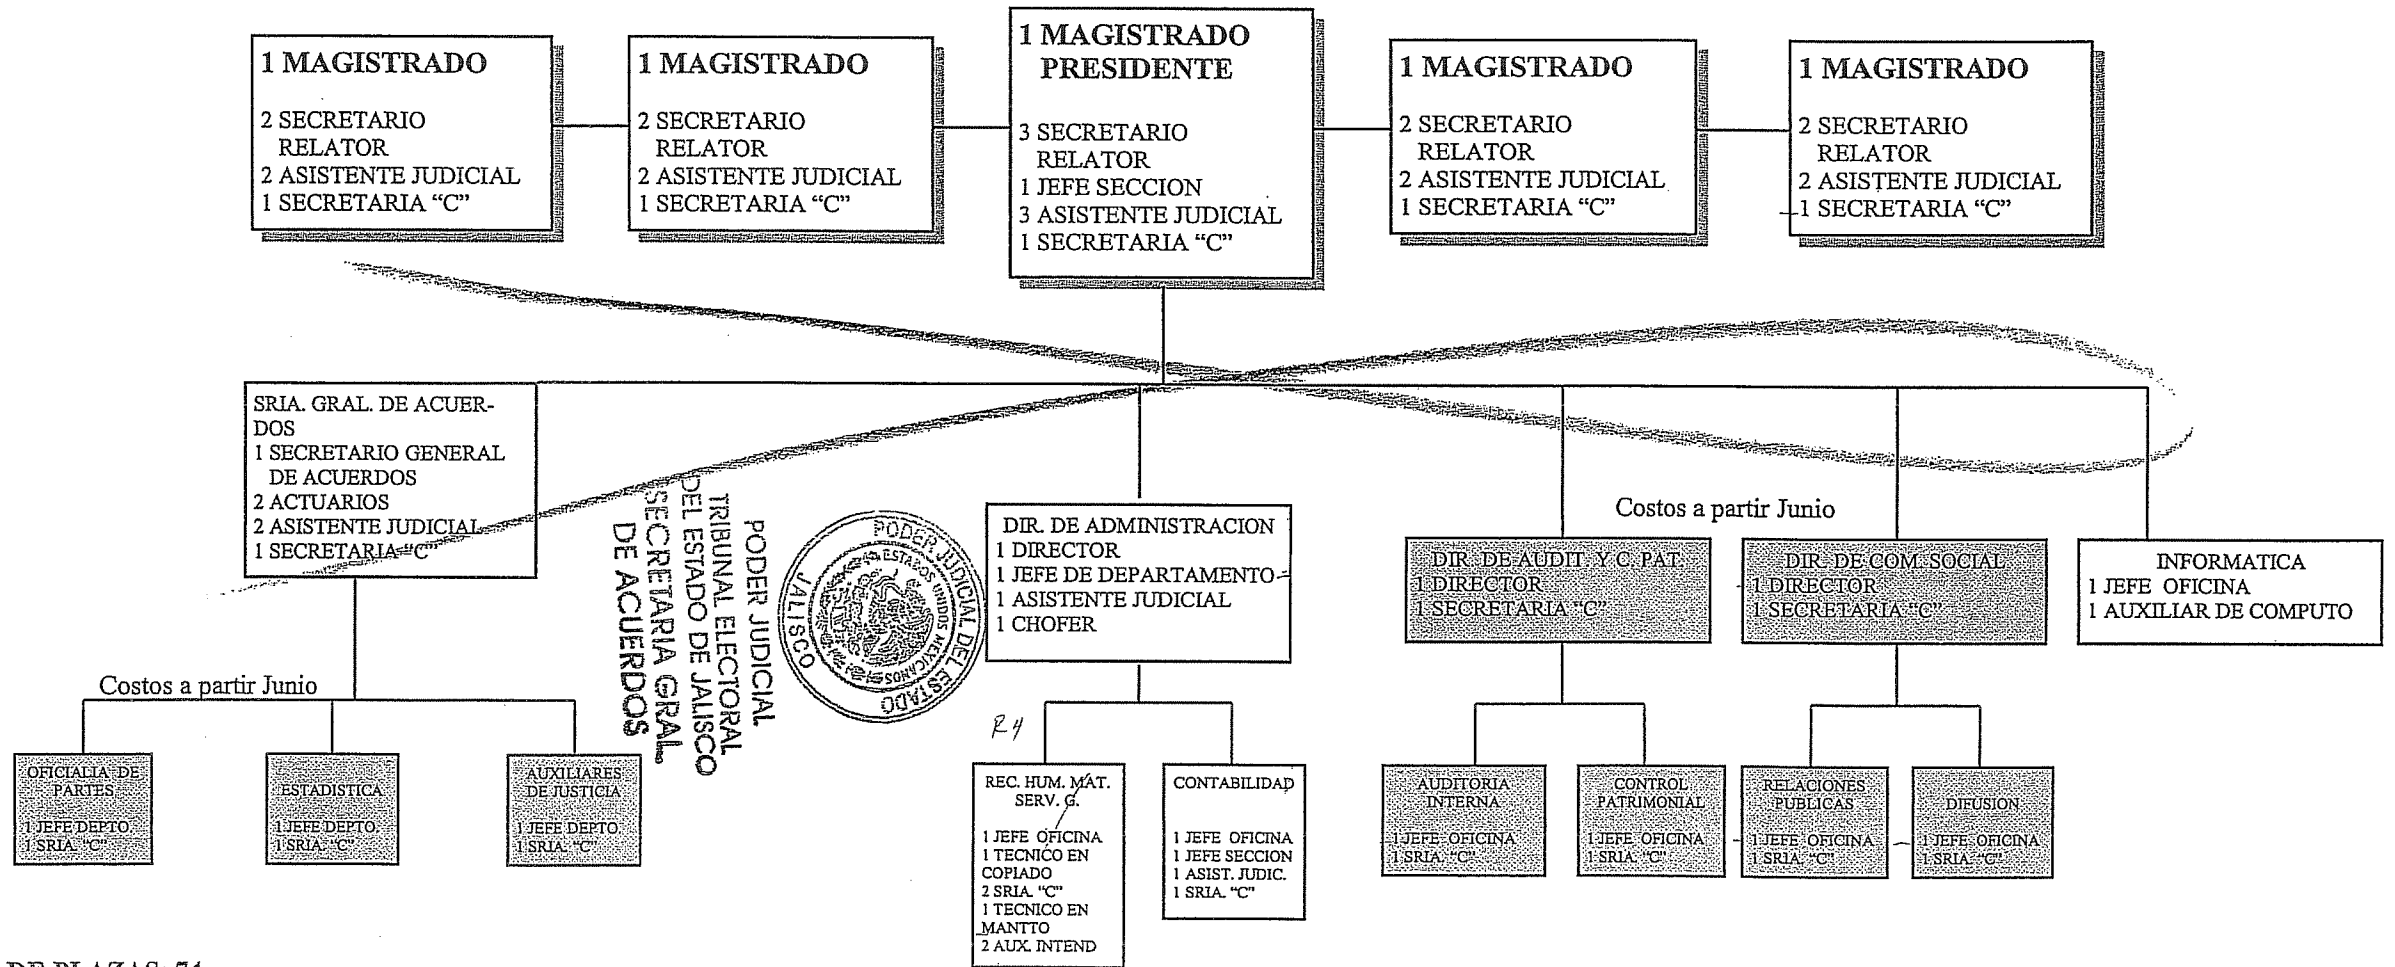 1 MAGISTRADO
2 SECRETARIO
RELATOR
2 ASISTENTE JUDICIAL
1 SECRETARIA “C”
1 MAGISTRADO
2 SECRETARIO
RELATOR
2 ASISTENTE JUDICIAL
1 SECRETARIA “C”
1 MAGISTRADO
PRESIDENTE
3 SECRETARIO
RELATOR
1 JEFE SECCION
3 ASISTENTE JUDICIAL
1 SECRETARIA “C”
1 MAGISTRADO
2 SECRETARIO
RELATOR
2 ASISTENTE JUDICIAL
1 SECRETARIA “C”
1 MAGISTRADO
2 SECRETARIO
RELATOR
2 ASISTENTE JUDICIAL
1 SECRETARIA “C”
SRIA. GRAL. DE ACUER-
DOS
1 SECRETARIO GENERAL
DE ACUERDOS
2 ACTUARIOS
2 ASISTENTE JUDICIAL
1 SECRETARIA “C”
PODER JUDICIAL
TRIBUNAL ELECTORAL
DEL ESTADO DE JALISCO
SECRETARIA GRAL.
DE ACUERDOS
PODER JUDICIAL DEL ESTADO
JALISCO
ESTADOS UNIDOS MEXICANOS
DIR. DE ADMINISTRACION
1 DIRECTOR
1 JEFE DE DEPARTAMENTO
1 ASISTENTE JUDICIAL
1 CHOFER
Costos a partir Junio
DIR. DE AUDIT. Y C. PAT.
1 DIRECTOR
1 SECRETARIA “C”
DIR. DE COM. SOCIAL
1 DIRECTOR
1 SECRETARIA “C”
INFORMATICA
1 JEFE OFICINA
1 AUXILIAR DE COMPUTO
Costos a partir Junio
OFICIALIA DE
PARTES
1 JEFE DEPTO.
1 SRIA. “C”
ESTADISTICA
1 JEFE DEPTO.
1 SRIA. “C”
AUXILIARES
DE JUSTICIA
1 JEFE DEPTO.
1 SRIA. “C”
R4
REC. HUM. MAT.
SERV. G.
1 JEFE OFICINA
1 TECNICO EN
COPIADO
2 SRIA. "C"
1 TECNICO EN
MANTTO
2 AUX. INTEND
CONTABILIDAD
1 JEFE OFICINA
1 JEFE SECCION
1 ASIST. JUDIC.
1 SRIA. “C”
AUDITORIA
INTERNA
1 JEFE OFICINA
1 SRIA. “C”
CONTROL
PATRIMONIAL
1 JEFE OFICINA
1 SRIA. “C”
RELACIONES
PUBLICAS
1 JEFE OFICINA
1 SRIA. “C”
DIFUSION
1 JEFE OFICINA
1 SRIA. “C”
DE PLAZAS: